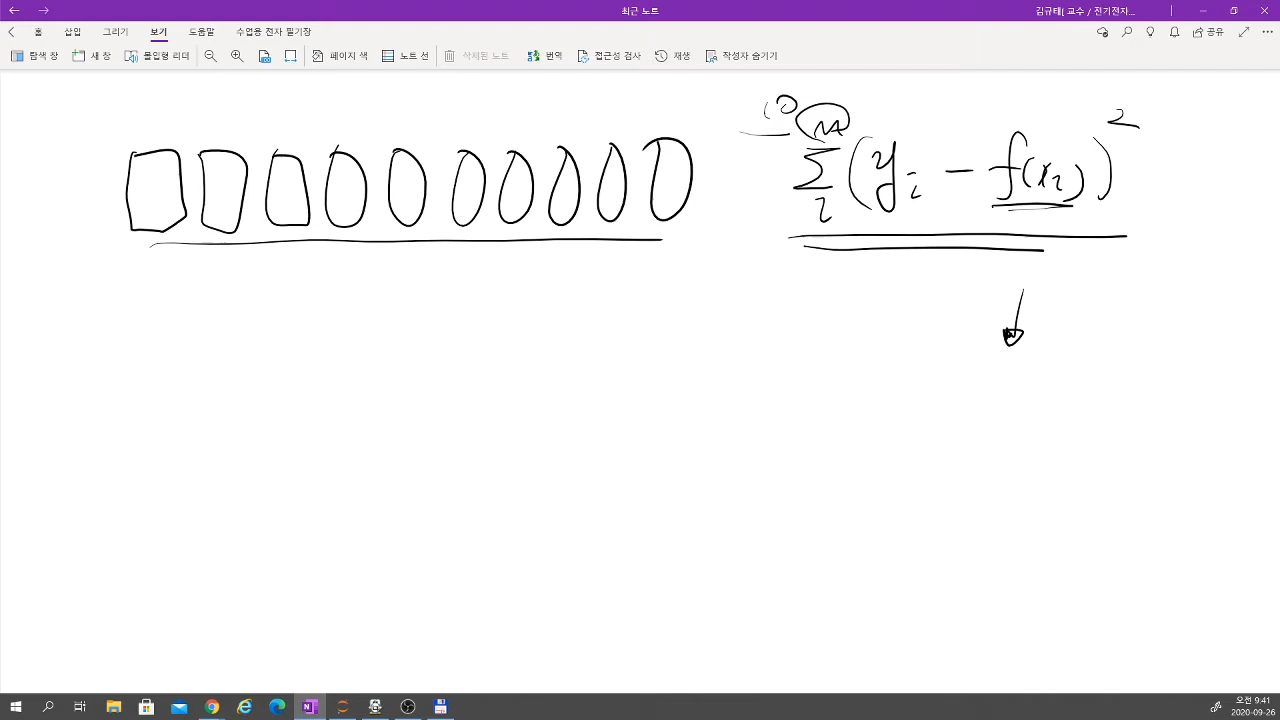 최근 노트
김규태( 교수 / 전기전자...
홈 삽입 그리기 보기 도움말 수업용 전자 필기장
공유
탐색 창 새 창 몰입형 리더 페이지 색 노트 선 삭제된 노트 번역 접근성 검사 재생 작성자 숨기기
10
M
Σ (y_i - f(x_i))^2
i
오전 9:41
2020-09-26